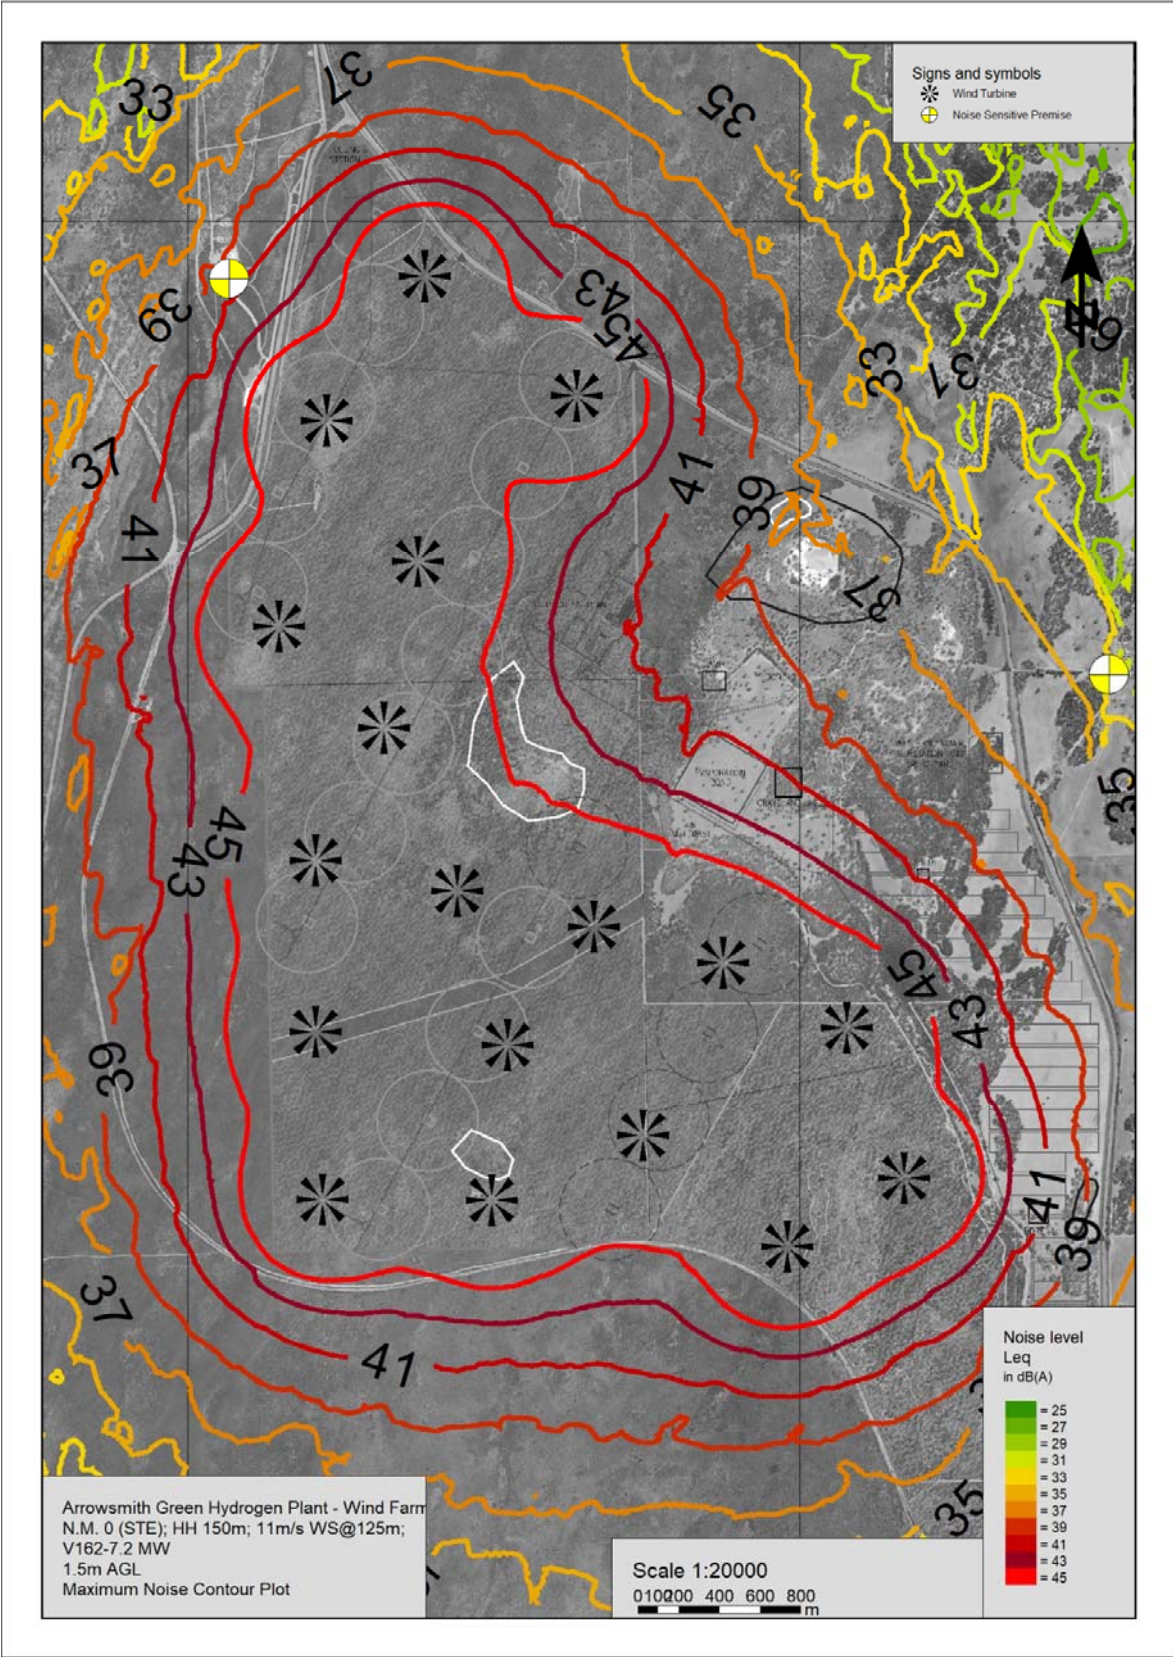 33
37
35
Signs and symbols
Wind Turbine
Noise Sensitive Premise
39
43
45
33
31
29
37
41
39
41
37
35
45
43
45
43
39
41
39
37
41
35
Noise level
Leq
in dB(A)
= 25
= 27
= 29
= 31
= 33
= 35
= 37
= 39
= 41
= 43
= 45
Arrowsmith Green Hydrogen Plant - Wind Farm
N.M. 0 (STE); HH 150m; 11m/s WS@125m;
V162-7.2 MW
1.5m AGL
Maximum Noise Contour Plot
Scale 1:20000
0 100 200 400 600 800
m